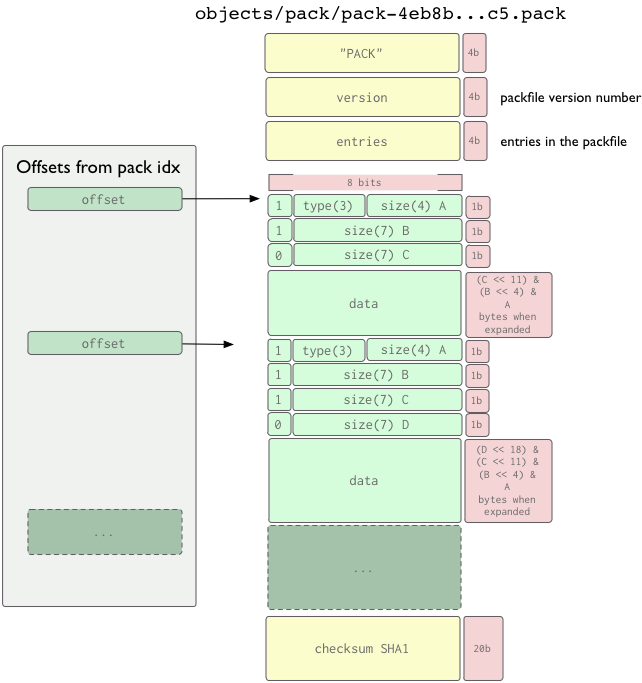 objects/pack/pack-4eb8b...c5.pack
"PACK" 4b
version 4b packfile version number
entries 4b entries in the packfile
Offsets from pack idx
8 bits
offset
1 type(3) size(4) A 1b
1 size(7) B 1b
0 size(7) C 1b
data
(C << 11) &
(B << 4) &
A
bytes when
expanded
offset
1 type(3) size(4) A 1b
1 size(7) B 1b
1 size(7) C 1b
0 size(7) D 1b
data
(D << 18) &
(C << 11) &
(B << 4) &
A
bytes when
expanded
...
...
checksum SHA1 20b